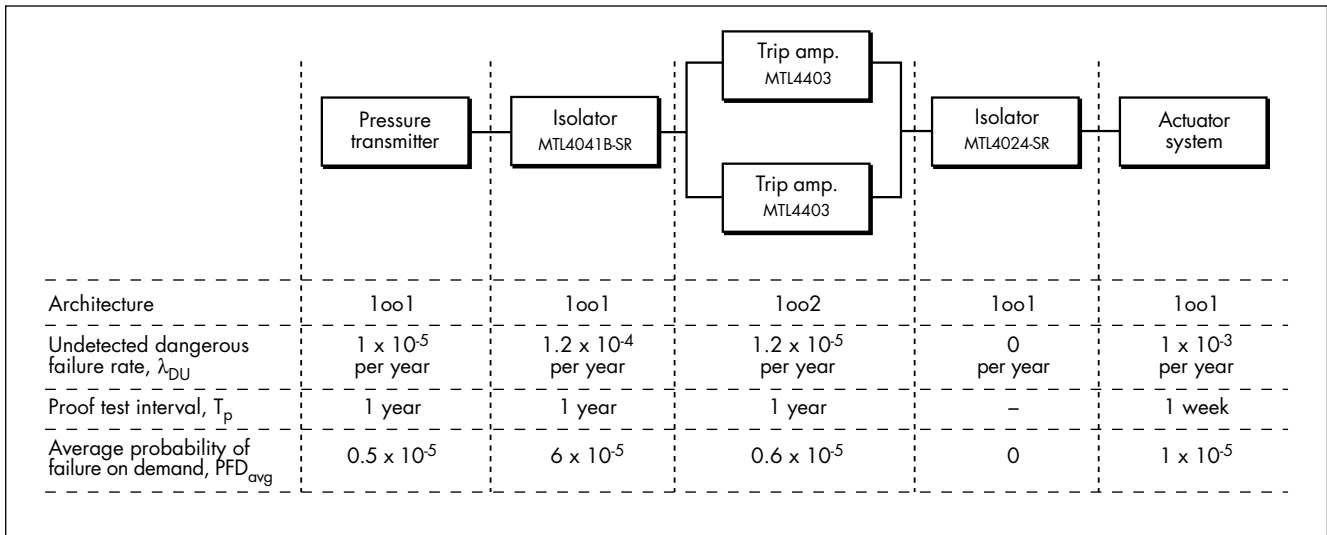 Trip amp.
MTL4403
Pressure
transmitter
Isolator
MTL4041B-SR
Isolator
MTL4024-SR
Actuator
system
Trip amp.
MTL4403
Architecture 1oo1 1oo1 1oo2 1oo1 1oo1
Undetected dangerous
failure rate, λDU
1 x 10-5
per year
1.2 x 10-4
per year
1.2 x 10-5
per year
0
per year
1 x 10-3
per year
Proof test interval, Tp 1 year 1 year 1 year – 1 week
Average probability of
failure on demand, PFDavg
0.5 x 10-5 6 x 10-5 0.6 x 10-5 0 1 x 10-5